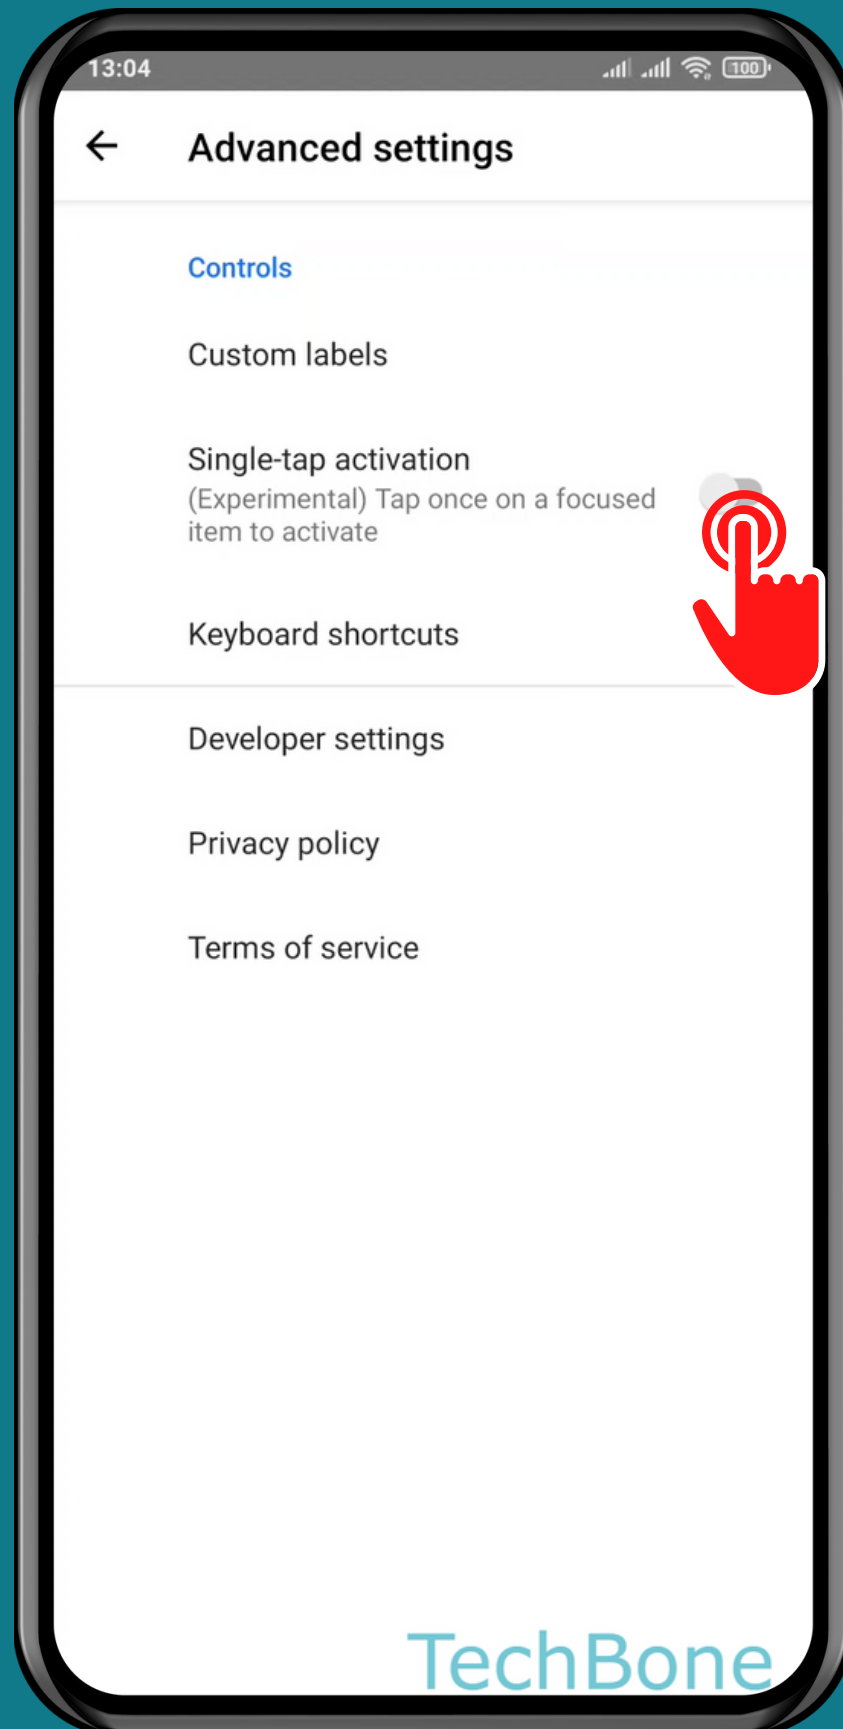 13:04
100
Advanced settings
Controls
Custom labels
Single-tap activation
(Experimental) Tap once on a focused
item to activate
Keyboard shortcuts
Developer settings
Privacy policy
Terms of service
TechBone